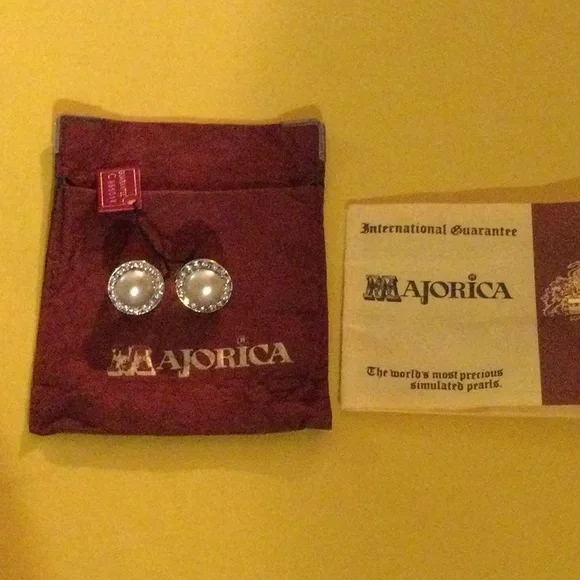 MAJORICA
International Guarantee
MAJORICA
The world's most precious
simulated pearls.